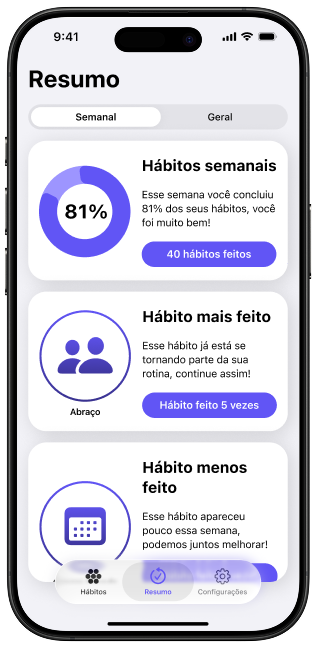 9:41
Resumo
Semanal
Geral
Hábitos semanais
Esse semana você concluiu
81% dos seus hábitos, você
foi muito bem!
81%
40 hábitos feitos
Hábito mais feito
Esse hábito já está se
tornando parte da sua
rotina, continue assim!
Abraço
Hábito feito 5 vezes
Hábito menos
feito
Esse hábito apareceu
pouco essa semana,
podemos juntos melhorar!
Hábitos
Resumo
Configurações